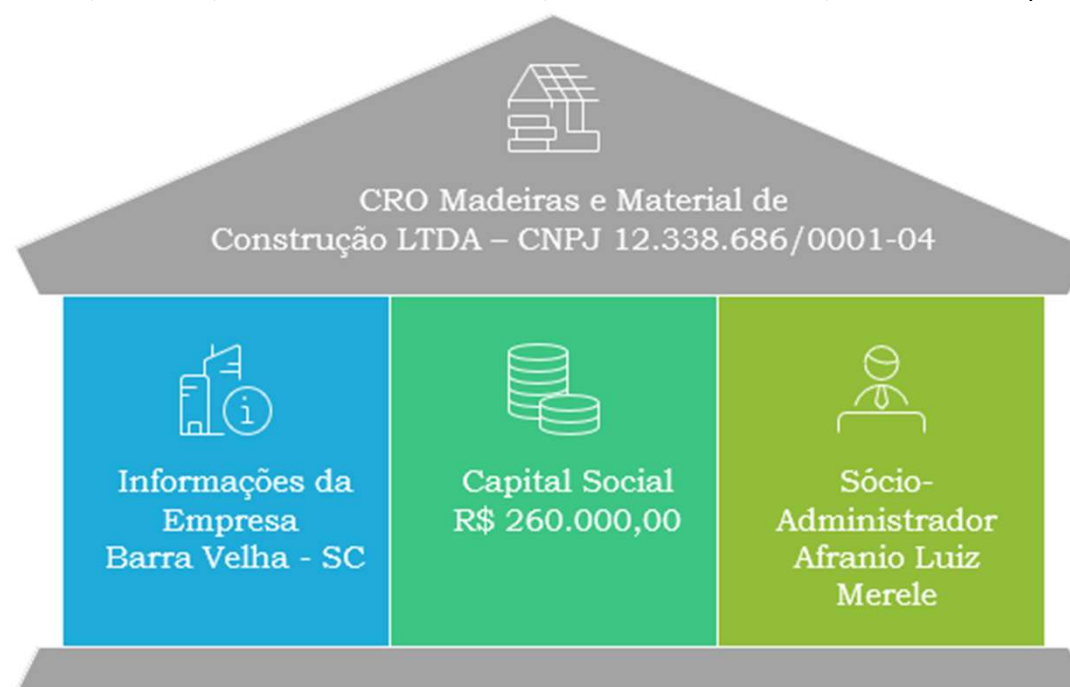 CRO Madeiras e Material de
Construção LTDA – CNPJ 12.338.686/0001-04
Informações da
Empresa
Barra Velha - SC
Capital Social
R$ 260.000,00
Sócio-
Administrador
Afranio Luiz
Merele